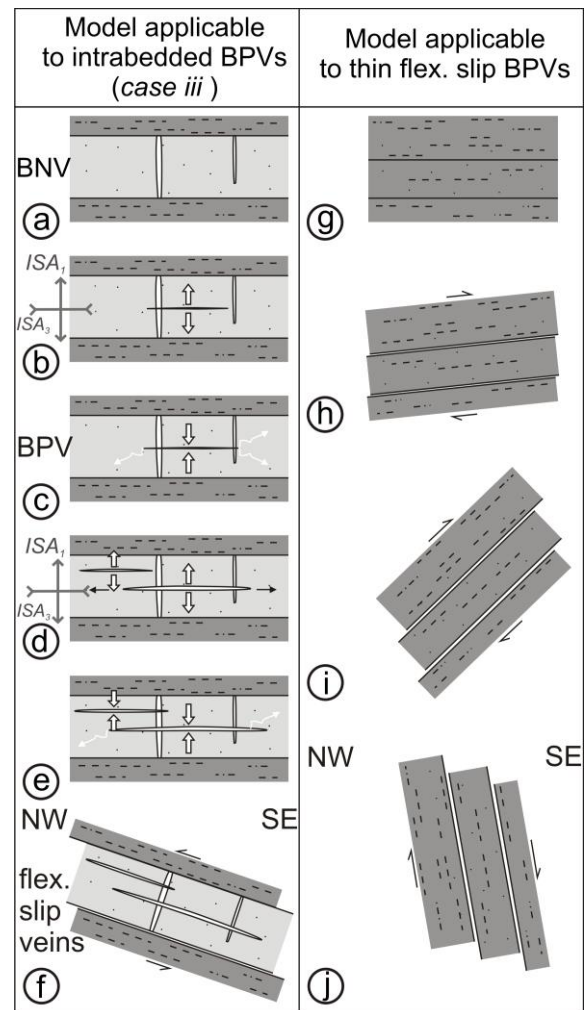 Model applicable
to intrabedded BPVs
(case iii )
Model applicable
to thin flex. slip BPVs
BNV
a
ISA1
ISA3
b
BPV
c
ISA1
ISA3
d
e
NW
SE
flex.
slip
veins
f
g
h
i
NW
SE
j